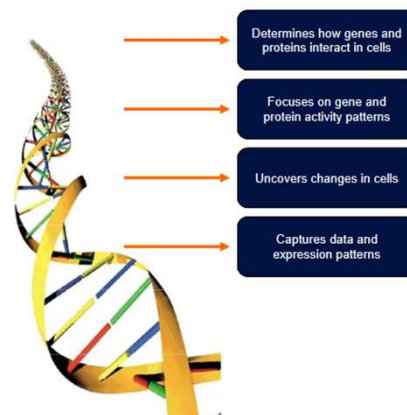 Determines how genes and
proteins interact in cells
Focuses on gene and
protein activity patterns
Uncovers changes in cells
Captures data and
expression patterns